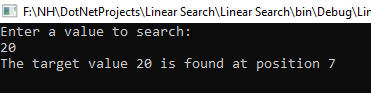 F:\NH\DotNetProjects\Linear Search\Linear Search\bin\Debug\Lin
Enter a value to search:
20
The target value 20 is found at position 7